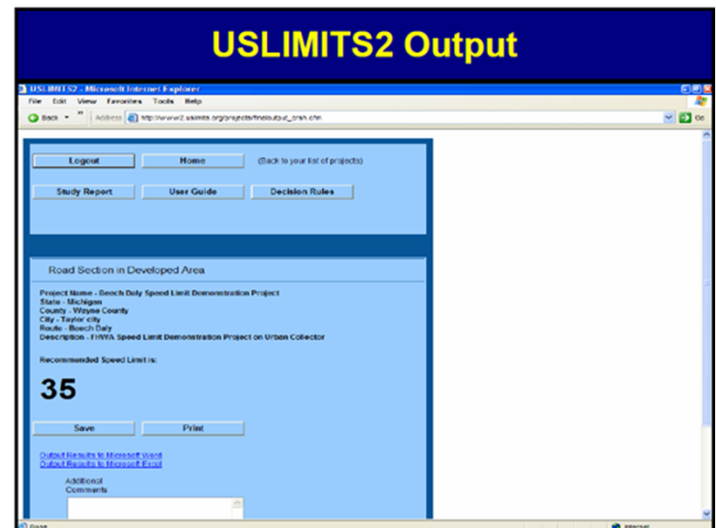 USLIMITS2 Output
USLIMITS2 - Microsoft Internet Explorer
File Edit View Favorites Tools Help
Back Address Go
Logout Home (Back to your list of projects)
Study Report User Guide Decision Rules
Road Section in Developed Area
Project Name - Beech Daly Speed Limit Demonstration Project
State - Michigan
County - Wayne County
City - Taylor city
Route - Beech Daly
Description - FHWA Speed Limit Demonstration Project on Urban Collector
Recommended Speed Limit is:
35
Save Print
Output Results to Microsoft Word
Output Results to Microsoft Excel
Additional
Comments
Done Internet